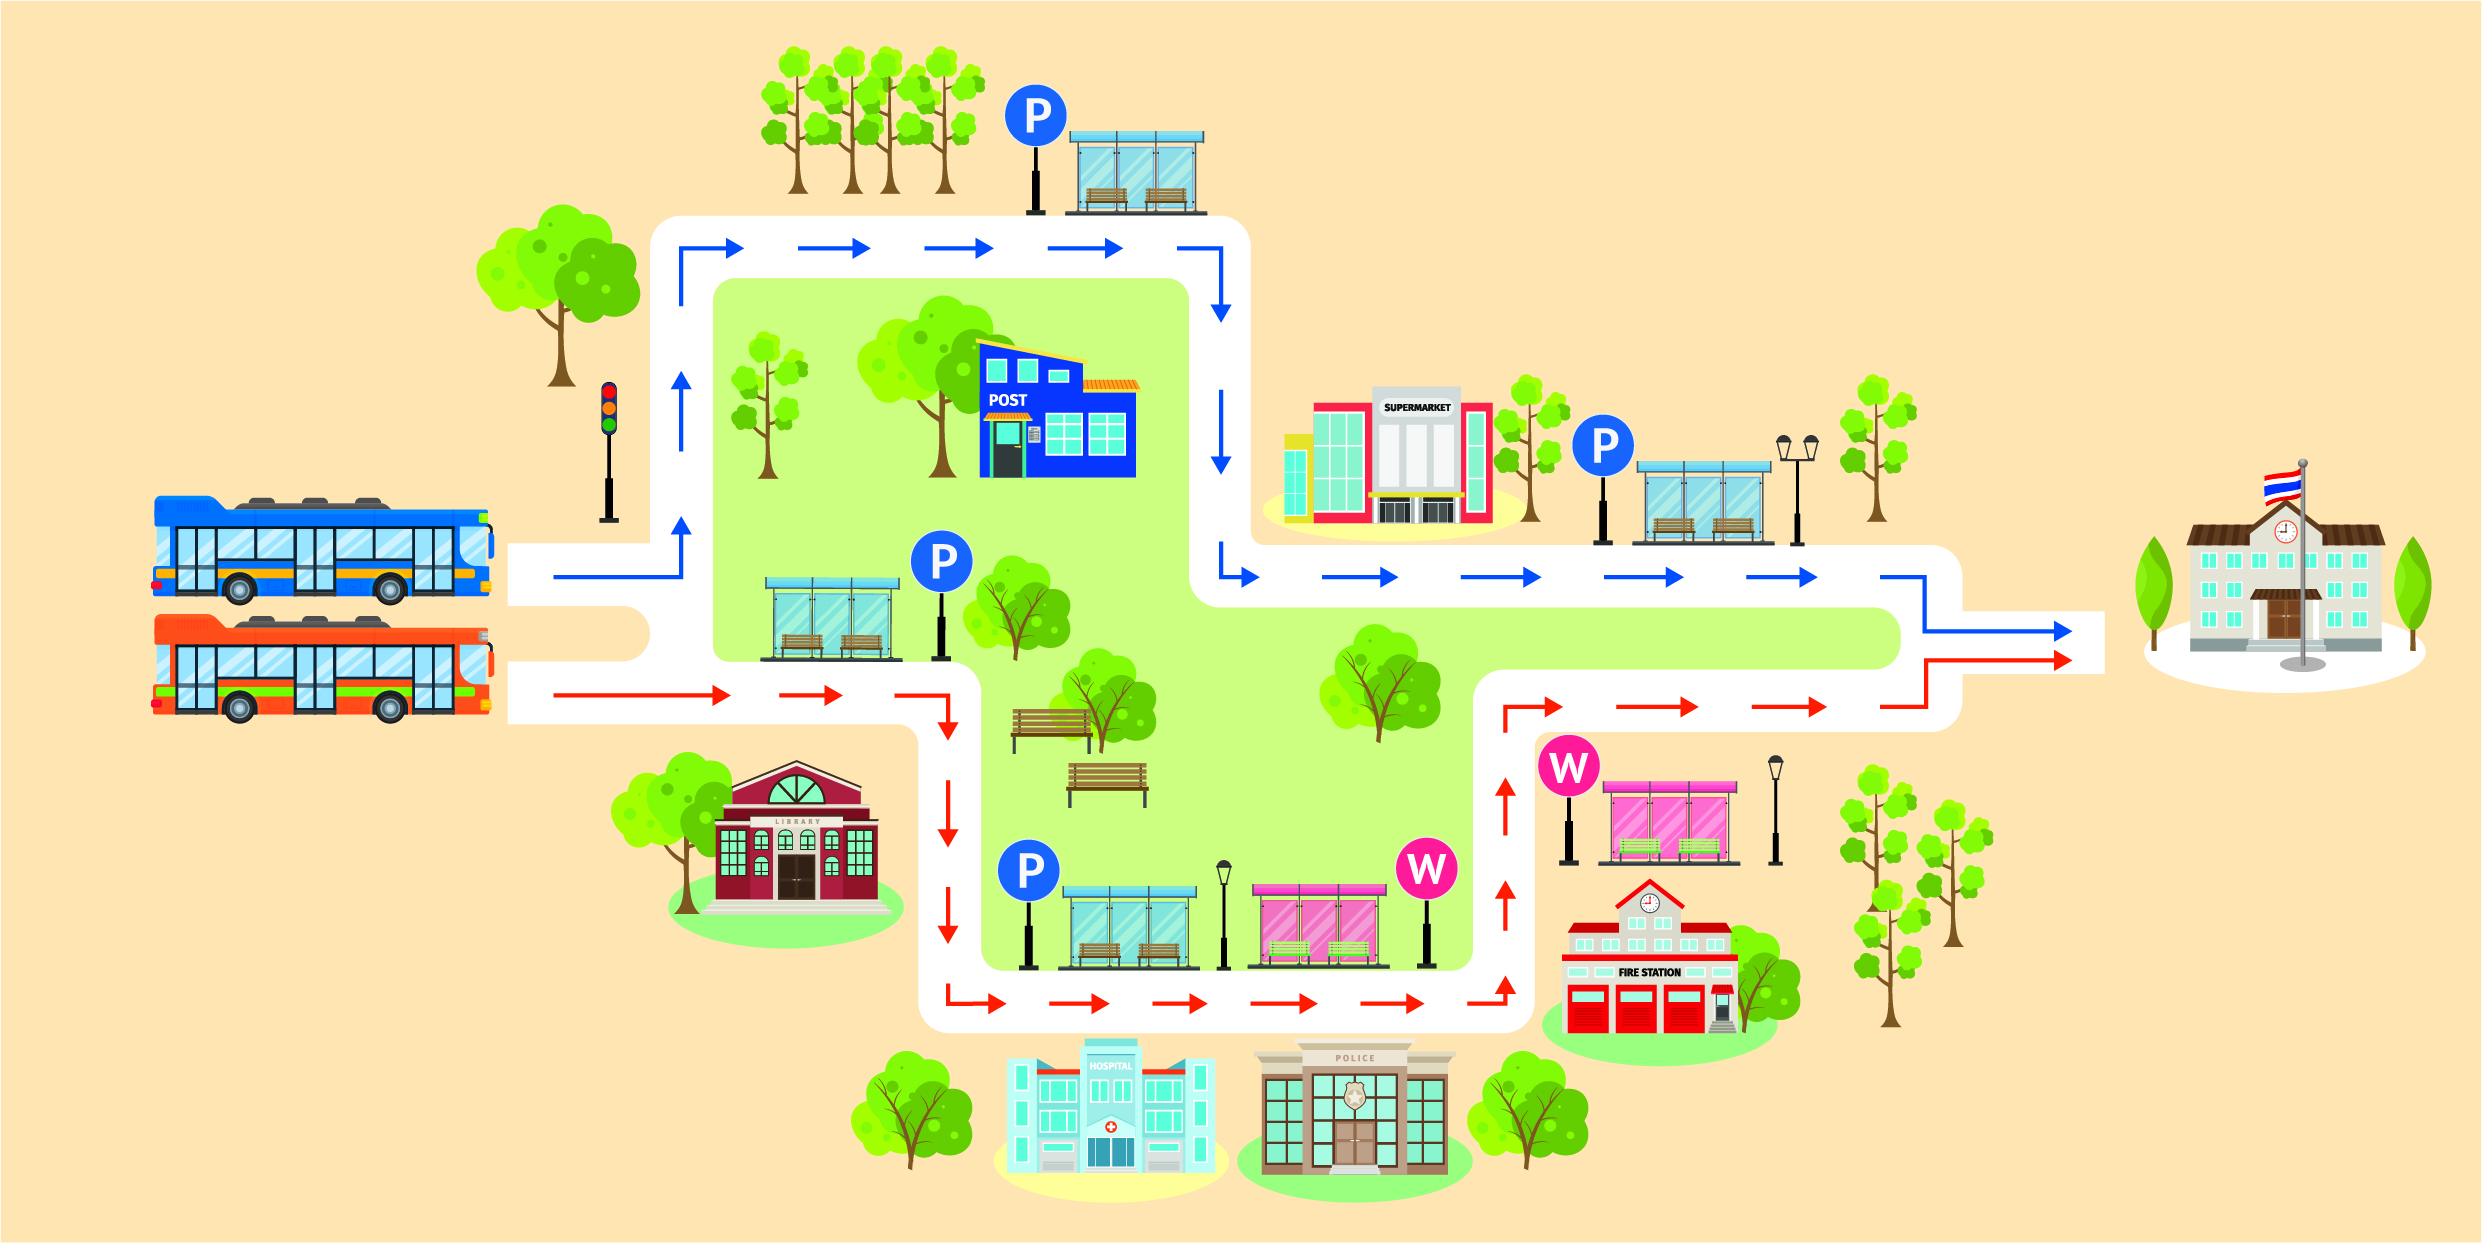 P
POST
SUPERMARKET
P
P
W
LIBRARY
P
W
FIRE STATION
HOSPITAL
POLICE